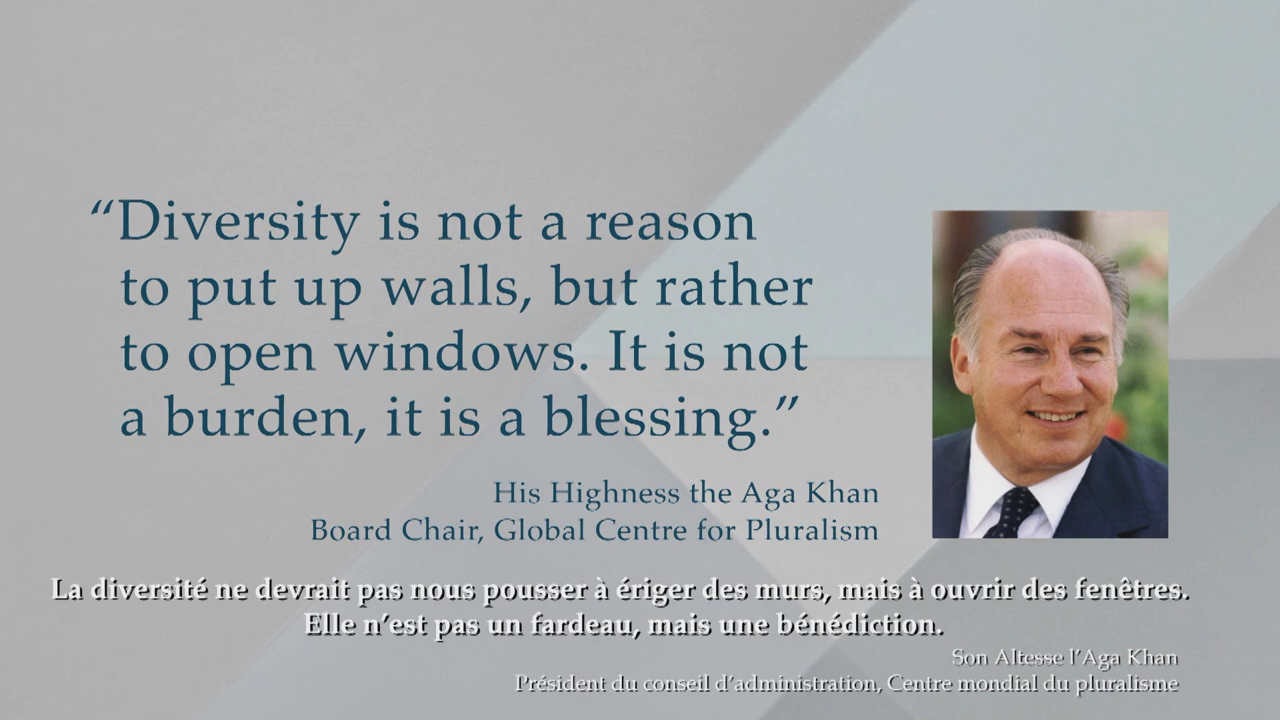 “Diversity is not a reason
to put up walls, but rather
to open windows. It is not
a burden, it is a blessing.”
His Highness the Aga Khan
Board Chair, Global Centre for Pluralism
La diversité ne devrait pas nous pousser à ériger des murs, mais à ouvrir des fenêtres.
Elle n’est pas un fardeau, mais une bénédiction.
Son Altesse l’Aga Khan
Président du conseil d’administration, Centre mondial du pluralisme